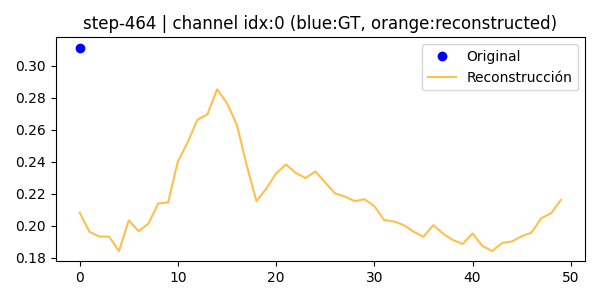 step-464 | channel idx:0 (blue:GT, orange:reconstructed)
Original
Reconstrucción
0.30
0.28
0.26
0.24
0.22
0.20
0.18
0 10 20 30 40 50